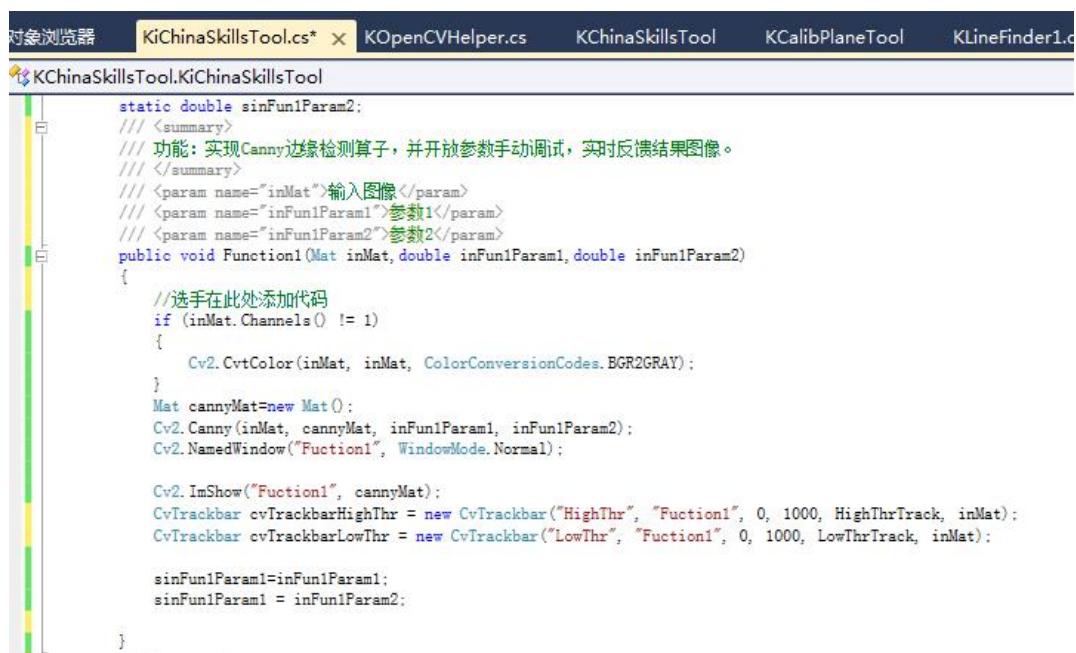 对象浏览器 KiChinaSkillsTool.cs* × KOpenCVHelper.cs KChinaSkillsTool KCalibPlaneTool KLineFinder1.c
KChinaSkillsTool.KiChinaSkillsTool
static double sinFun1Param2;
/// <summary>
/// 功能: 实现Canny边缘检测算子，并开放参数手动调试，实时反馈结果图像。
/// </summary>
/// <param name="inMat">输入图像</param>
/// <param name="inFun1Param1">参数1</param>
/// <param name="inFun1Param2">参数2</param>
public void Function1(Mat inMat,double inFun1Param1,double inFun1Param2)
{
//选手在此处添加代码
if (inMat.Channels() != 1)
{
Cv2.CvtColor(inMat, inMat, ColorConversionCodes.BGR2GRAY);
}
Mat cannyMat=new Mat();
Cv2.Canny(inMat, cannyMat, inFun1Param1, inFun1Param2);
Cv2.NamedWindow("Fuction1", WindowMode.Normal);
Cv2.ImShow("Fuction1", cannyMat);
CvTrackbar cvTrackbarHighThr = new CvTrackbar("HighThr", "Fuction1", 0, 1000, HighThrTrack, inMat);
CvTrackbar cvTrackbarLowThr = new CvTrackbar("LowThr", "Fuction1", 0, 1000, LowThrTrack, inMat);
sinFun1Param1=inFun1Param1;
sinFun1Param1 = inFun1Param2;
}